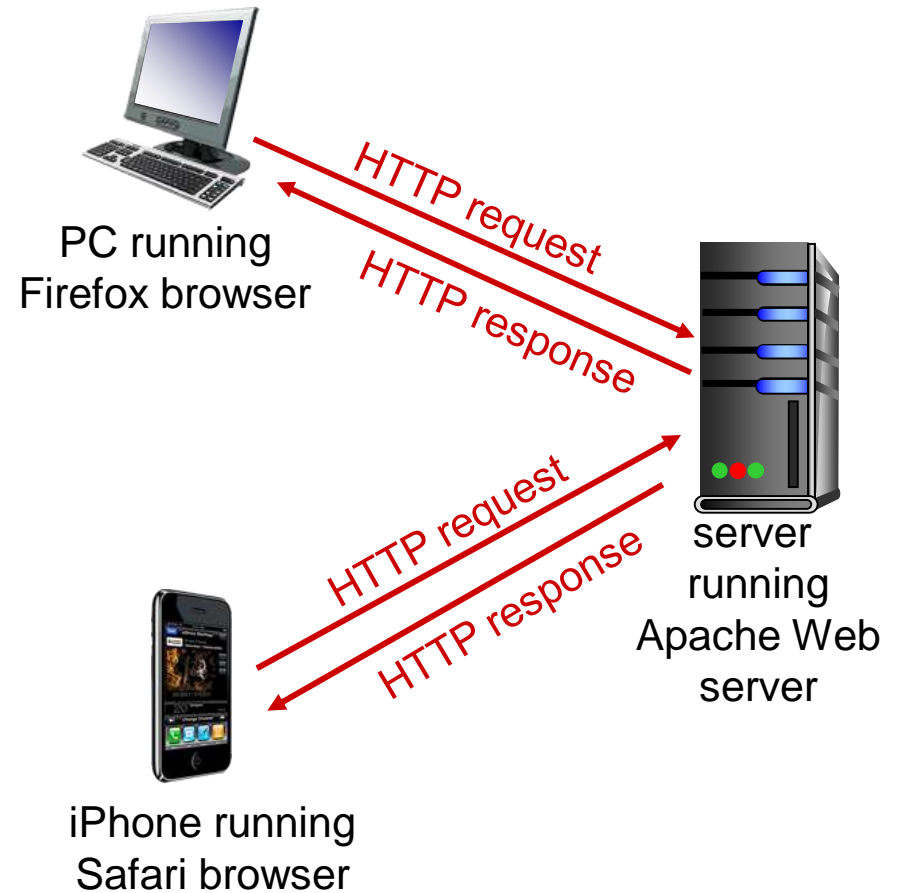 HTTP request
HTTP response
PC running
Firefox browser
HTTP request
HTTP response
server
running
Apache Web
server
iPhone running
Safari browser